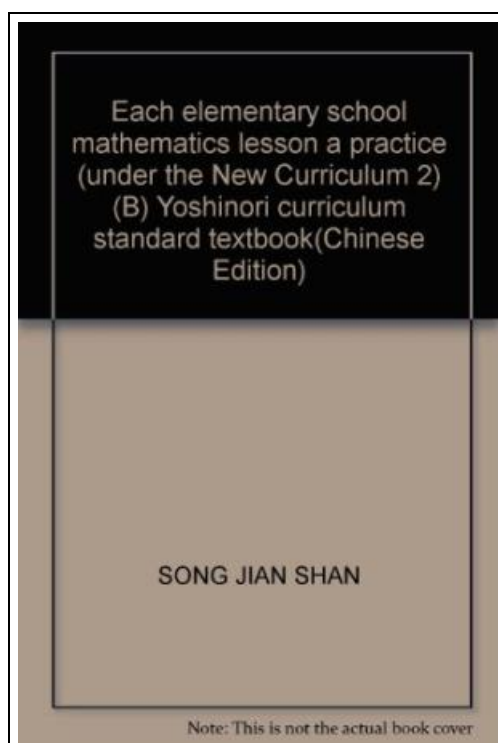 Each elementary school
mathematics lesson a practice
(under the New Curriculum 2)
(B) Yoshinori curriculum
standard textbook(Chinese
Edition)
SONG JIAN SHAN
Note: This is not the actual book cover